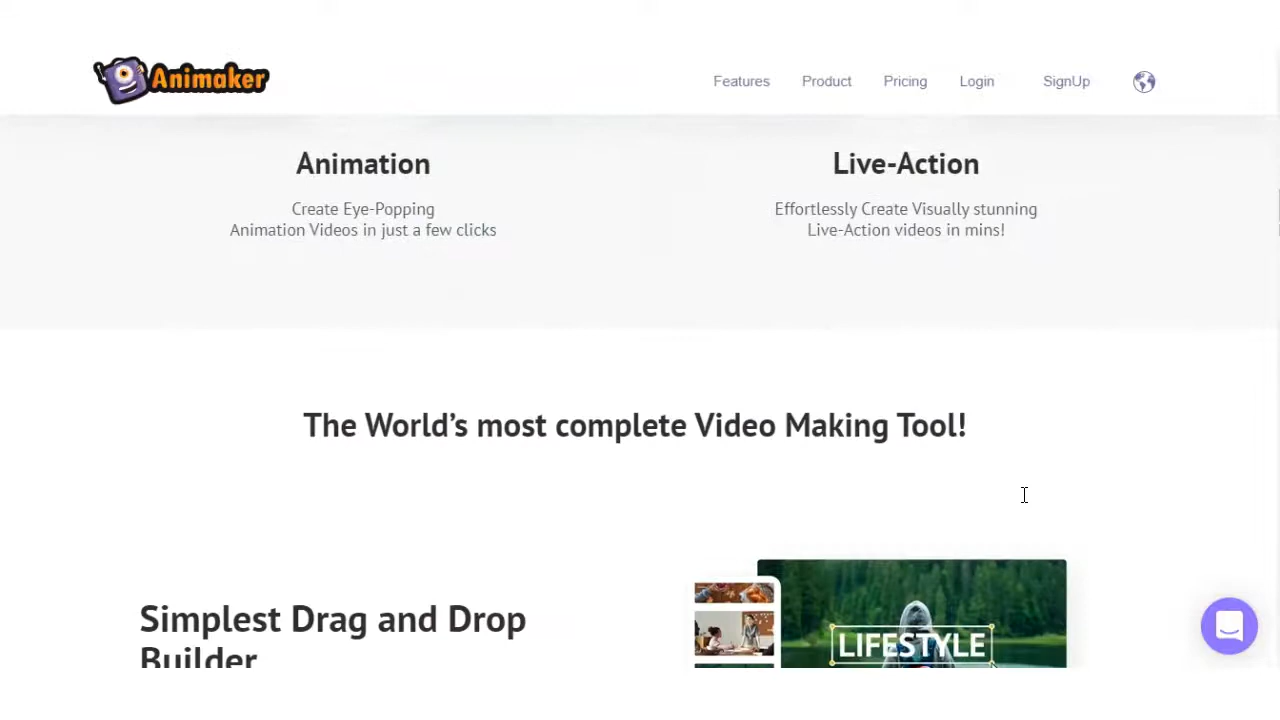 Animaker
Features Product Pricing Login SignUp
Animation
Create Eye-Popping
Animation Videos in just a few clicks
Live-Action
Effortlessly Create Visually stunning
Live-Action videos in mins!
The World's most complete Video Making Tool!
Simplest Drag and Drop
Builder
LIFESTYLE